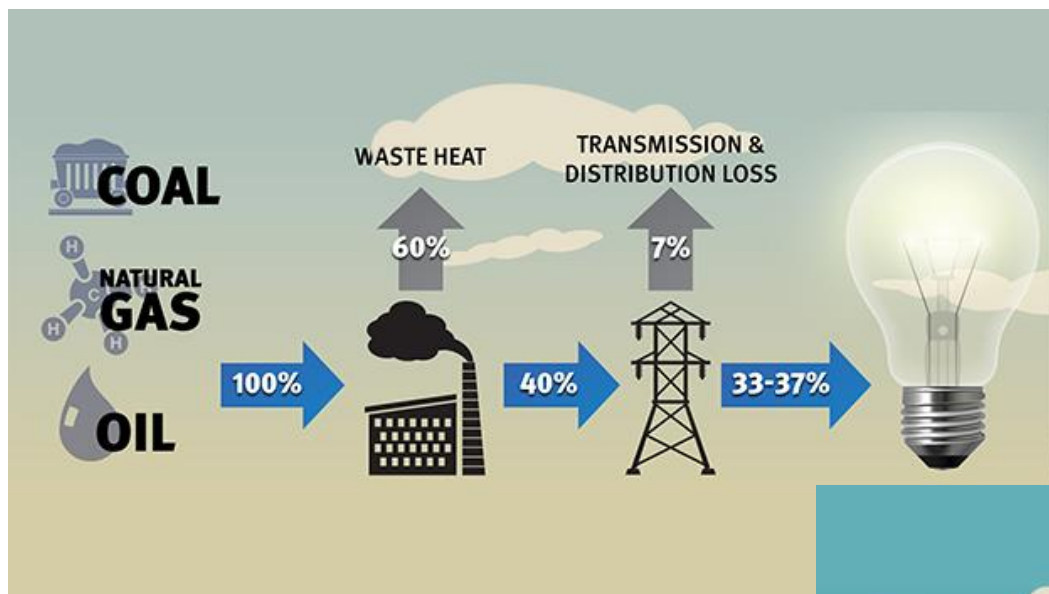 COAL
NATURAL
GAS
H
C
H
H
OIL
100%
WASTE HEAT
60%
40%
TRANSMISSION &
DISTRIBUTION LOSS
7%
33-37%